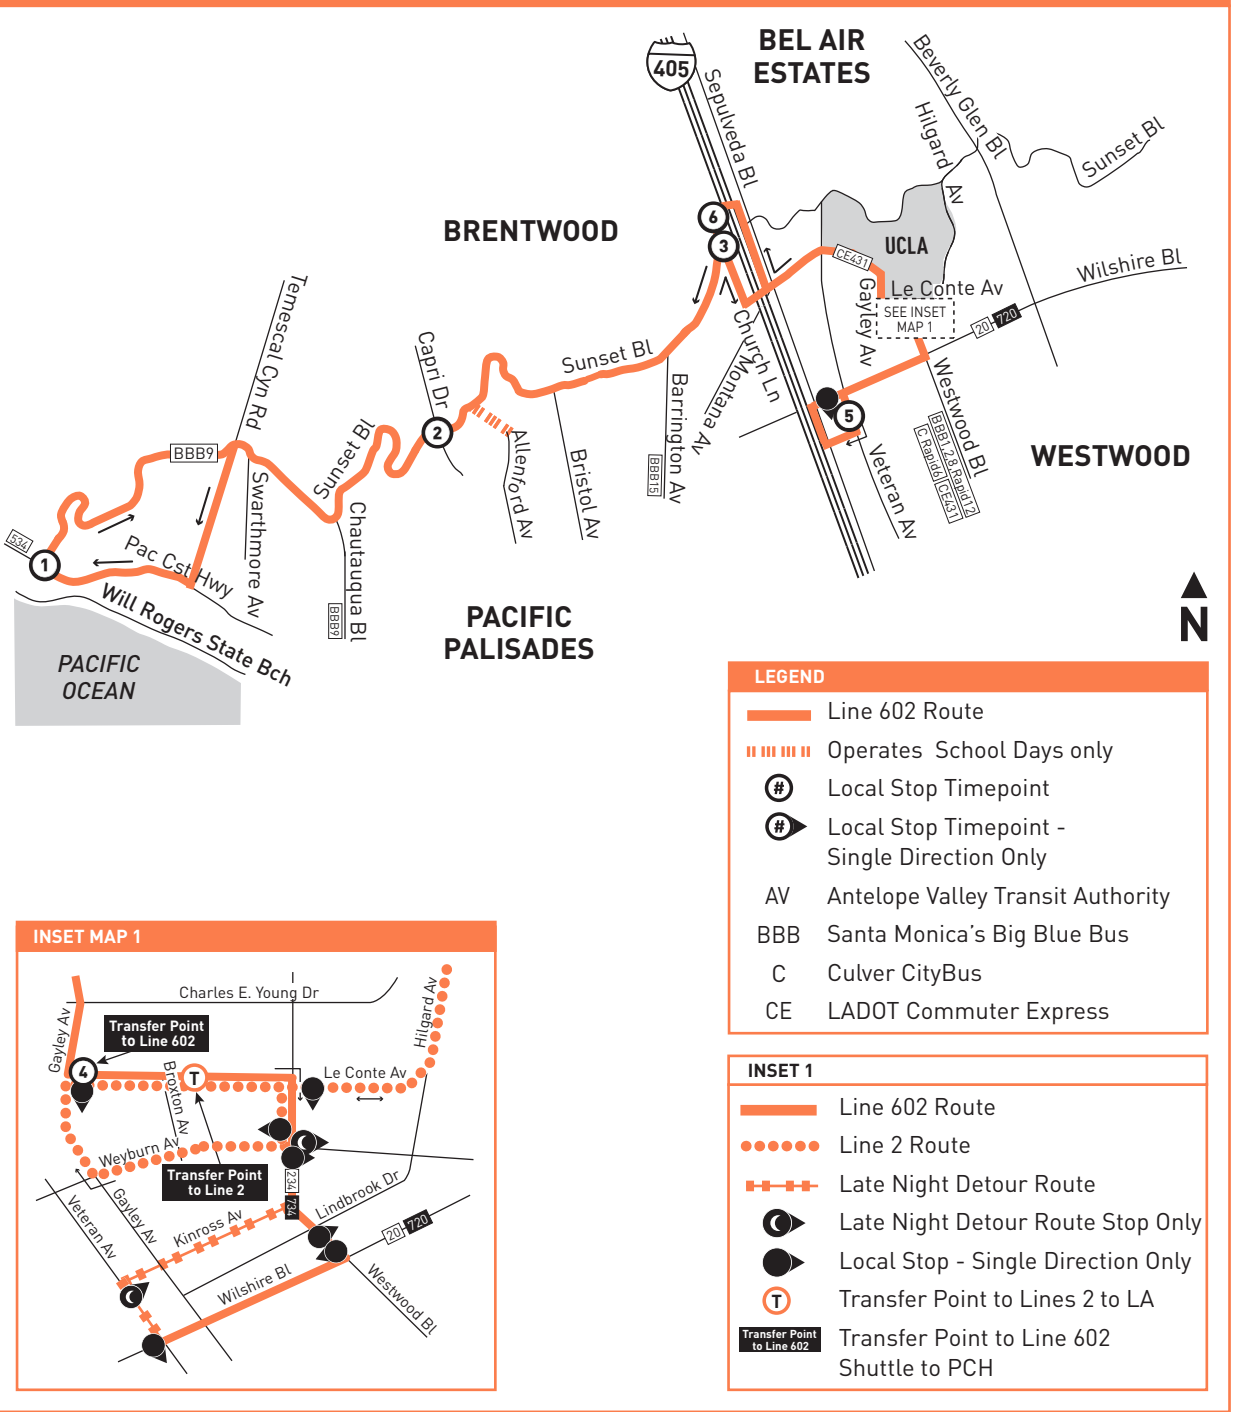 BEL AIR
ESTATES
405
Sepulveda Bl
Beverly Glen Bl
Hilgard
Av
Sunset Bl
BRENTWOOD
6
3
UCLA
CE431
Wilshire Bl
Le Conte Av
SEE INSET
MAP 1
Gayley Av
20
720
Temescal Cyn Rd
Capri Dr
Sunset Bl
Church Ln
Montana Av
Barrington Av
BBB15
Westwood Bl
BBB1,2,8,Rapid12
C Rapid6
CE431
5
WESTWOOD
2
Sunset Bl
Allenford Av
Bristol Av
Veteran Av
BBB9
Swarthmore Av
Chautauqua Bl
BBB9
534
1
Pac Cst Hwy
Will Rogers State Bch
PACIFIC
OCEAN
PACIFIC
PALISADES
N
LEGEND
Line 602 Route
Operates School Days only
# Local Stop Timepoint
# Local Stop Timepoint -
Single Direction Only
AV Antelope Valley Transit Authority
BBB Santa Monica's Big Blue Bus
C Culver CityBus
CE LADOT Commuter Express
INSET MAP 1
Charles E. Young Dr
Hilgard Av
Gayley Av
Transfer Point
to Line 602
4
Broxton Av
T
Le Conte Av
Weyburn Av
Transfer Point
to Line 2
234
734
Lindbrook Dr
Veteran Av
Gayley Av
Kinross Av
20
720
Wilshire Bl
Westwood Bl
INSET 1
Line 602 Route
Line 2 Route
Late Night Detour Route
Late Night Detour Route Stop Only
Local Stop - Single Direction Only
T Transfer Point to Lines 2 to LA
Transfer Point
to Line 602
Transfer Point to Line 602
Shuttle to PCH